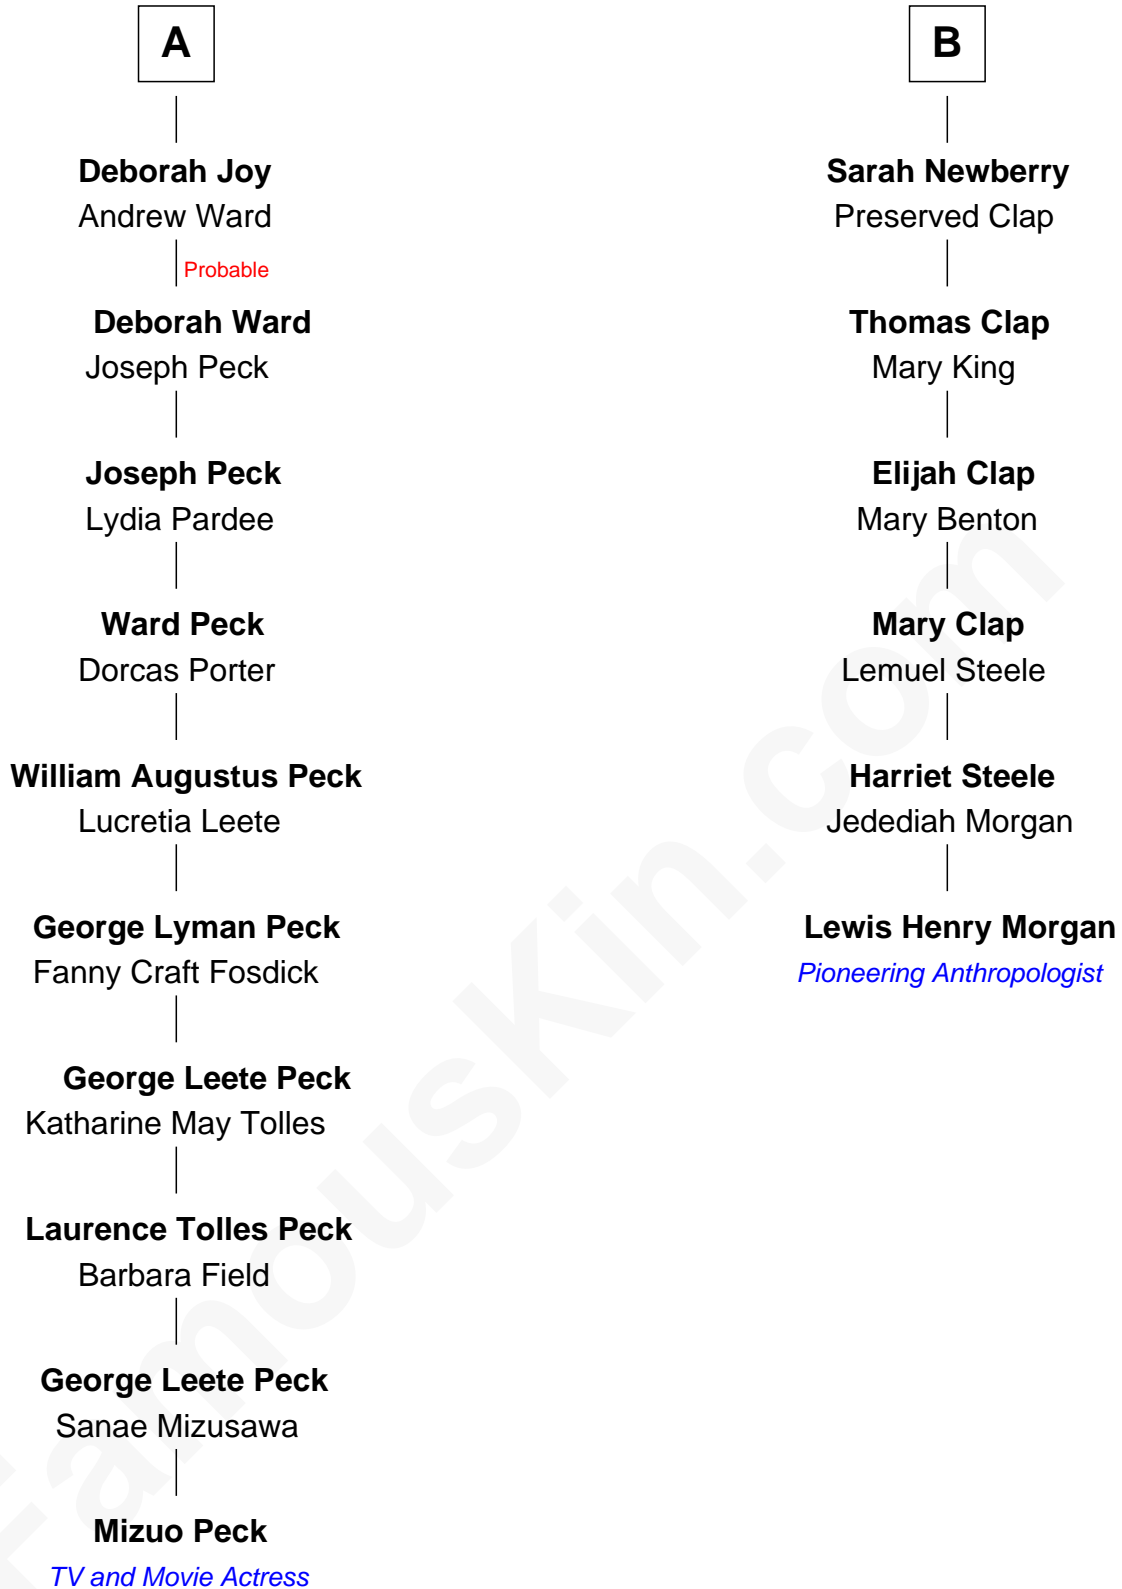 A
Deborah Joy
Andrew Ward
Probable
Deborah Ward
Joseph Peck
Joseph Peck
Lydia Pardee
Ward Peck
Dorcas Porter
William Augustus Peck
Lucretia Leete
George Lyman Peck
Fanny Craft Fosdick
George Leete Peck
Katharine May Tolles
Laurence Tolles Peck
Barbara Field
George Leete Peck
Sanae Mizusawa
Mizuo Peck
TV and Movie Actress
B
Sarah Newberry
Preserved Clap
Thomas Clap
Mary King
Elijah Clap
Mary Benton
Mary Clap
Lemuel Steele
Harriet Steele
Jedediah Morgan
Lewis Henry Morgan
Pioneering Anthropologist
FamousKin.com